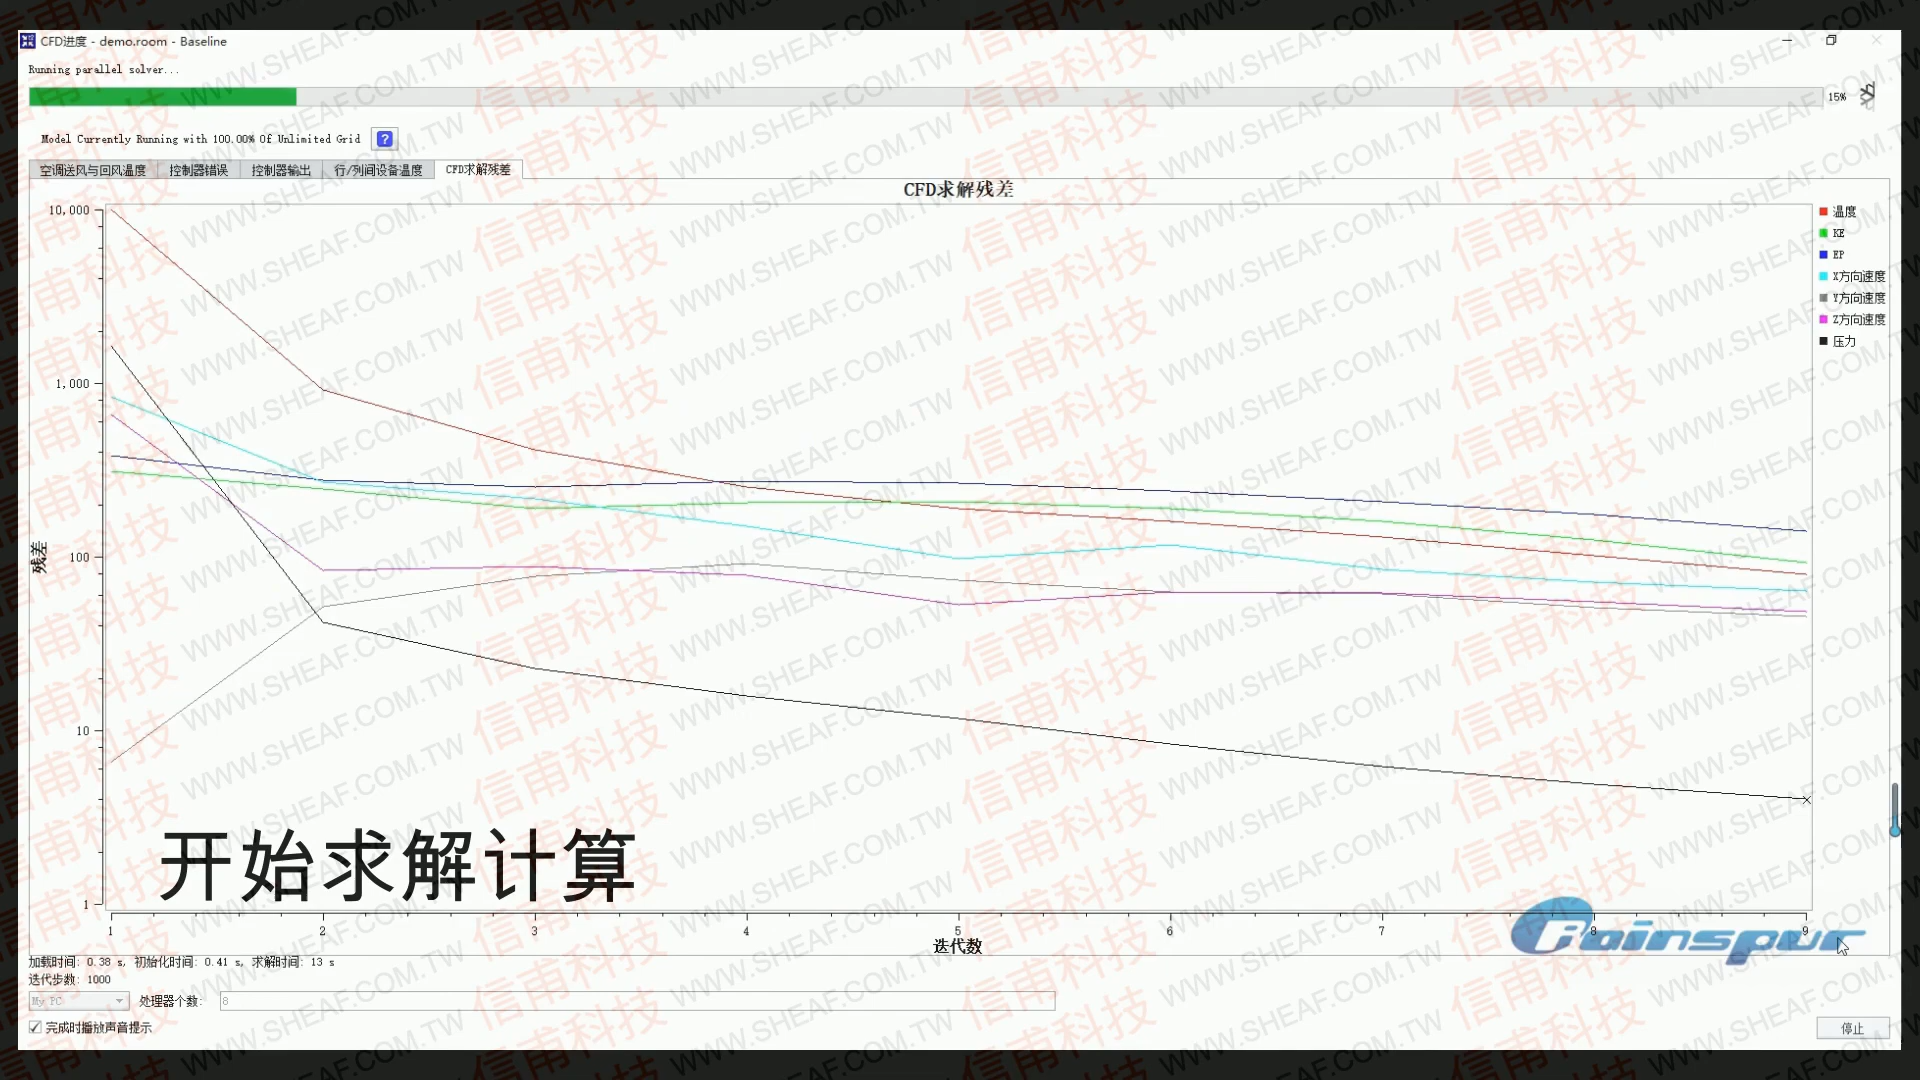 CFD进度 - demo.room - Baseline
Running parallel solver...
15%
Model Currently Running with 100.00% Of Unlimited Grid ?
空调送风与回风温度 控制器错误 控制器输出 行/列间设备温度 CFD求解残差
CFD求解残差
10,000
1,000
100
10
1
残差
温度
KE
EP
X方向速度
Y方向速度
Z方向速度
压力
开始求解计算
1 2 3 4 5 6 7 8 9
迭代数
Rainspur
加载时间: 0.38 s, 初始化时间: 0.41 s, 求解时间: 13 s
迭代步数: 1000
My PC 处理器个数: 8
完成时播放声音提示
停止
信甫科技 WWW.SHEAF.COM.TW